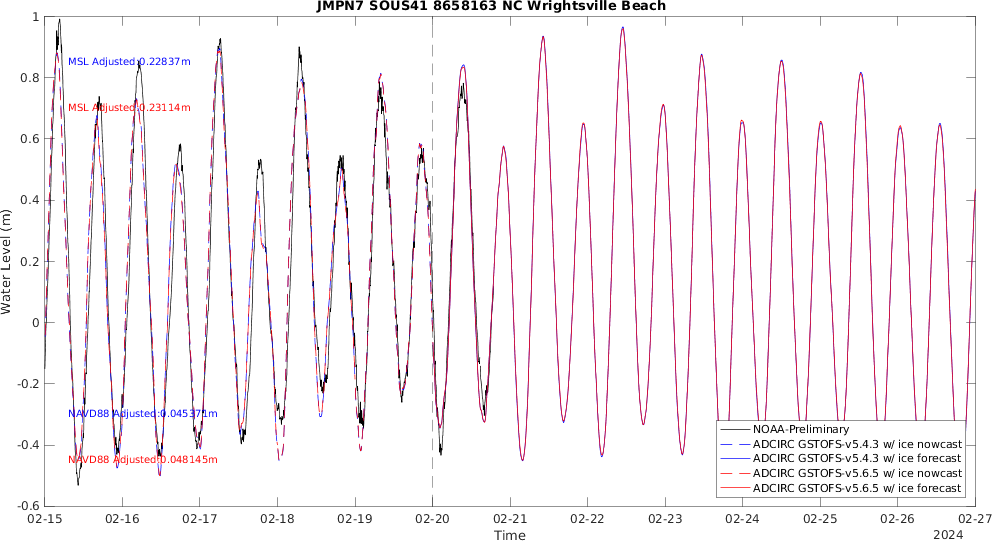 JMPN7 SOUS41 8658163 NC Wrightsville Beach
Water Level (m)
1
0.8
0.6
0.4
0.2
0
-0.2
-0.4
-0.6
MSL Adjusted:0.22837m
MSL Adjusted:0.23114m
NAVD88 Adjusted:0.045371m
NAVD88 Adjusted:0.048145m
NOAA-Preliminary
ADCIRC GSTOFS-v5.4.3 w/ ice nowcast
ADCIRC GSTOFS-v5.4.3 w/ ice forecast
ADCIRC GSTOFS-v5.6.5 w/ ice nowcast
ADCIRC GSTOFS-v5.6.5 w/ ice forecast
02-15 02-16 02-17 02-18 02-19 02-20 02-21 02-22 02-23 02-24 02-25 02-26 02-27
Time
2024